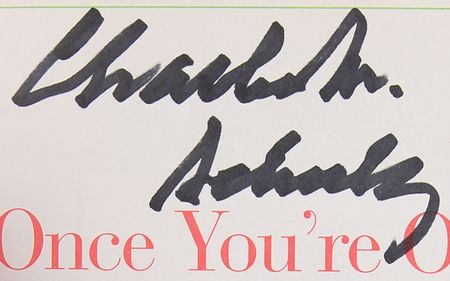 Charles M.
Schulz
Once You're O